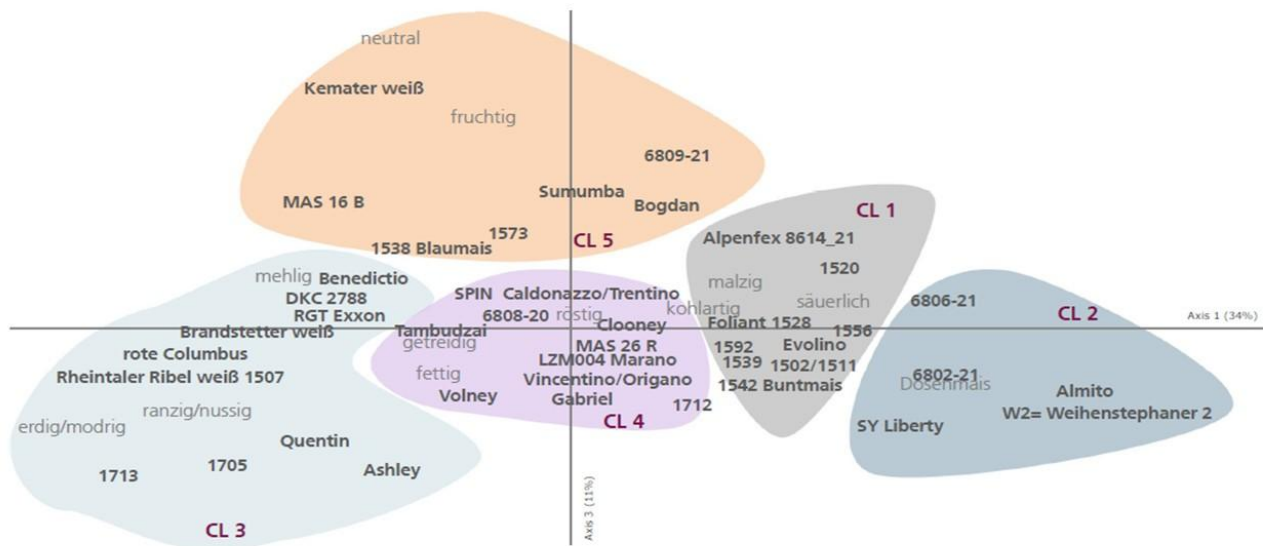 neutral
Kemater weiß
fruchtig
6809-21
Sumumba
MAS 16 B
Bogdan
1573
1538 Blaumais
CL 5
CL 1
Alpenfex 8614_21
1520
malzig
säuerlich
kohlartig
Foliant 1528
1556
1592
Evolino
1539
1502/1511
1542 Buntmais
6806-21
CL 2
Axis 1 (34%)
6802-21
Dosenmais
Almito
W2= Weihenstephaner 2
SY Liberty
mehlig
Benedictio
DKC 2788
RGT Exxon
Brandstetter weiß
rote Columbus
Rheintaler Ribel weiß 1507
ranzig/nussig
erdig/modrig
Quentin
1705
1713
Ashley
CL 3
SPIN
Caldonazzo/Trentino
6808-20
röstig
Clooney
Tambudzai
getreidig
MAS 26 R
LZM004 Marano
fettig
Vincentino/Origano
Volney
Gabriel
1712
CL 4
Axis 3 (11%)